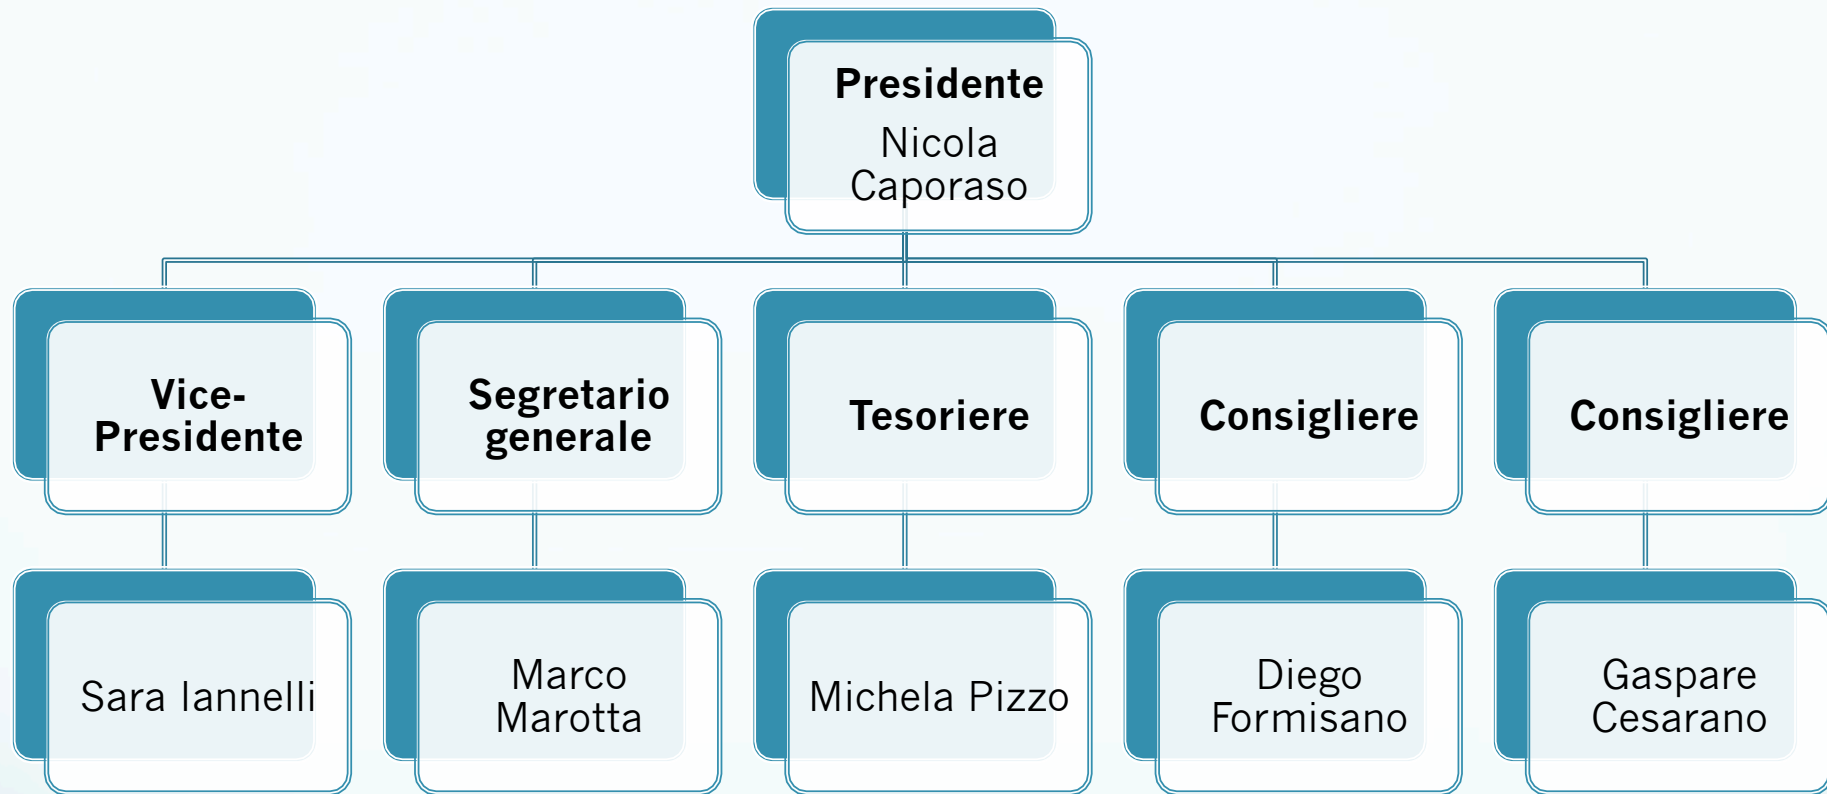 Presidente
Nicola
Caporaso
Vice-
Presidente
Segretario
generale
Tesoriere
Consigliere
Consigliere
Sara Iannelli
Marco
Marotta
Michela Pizzo
Diego
Formisano
Gaspare
Cesarano